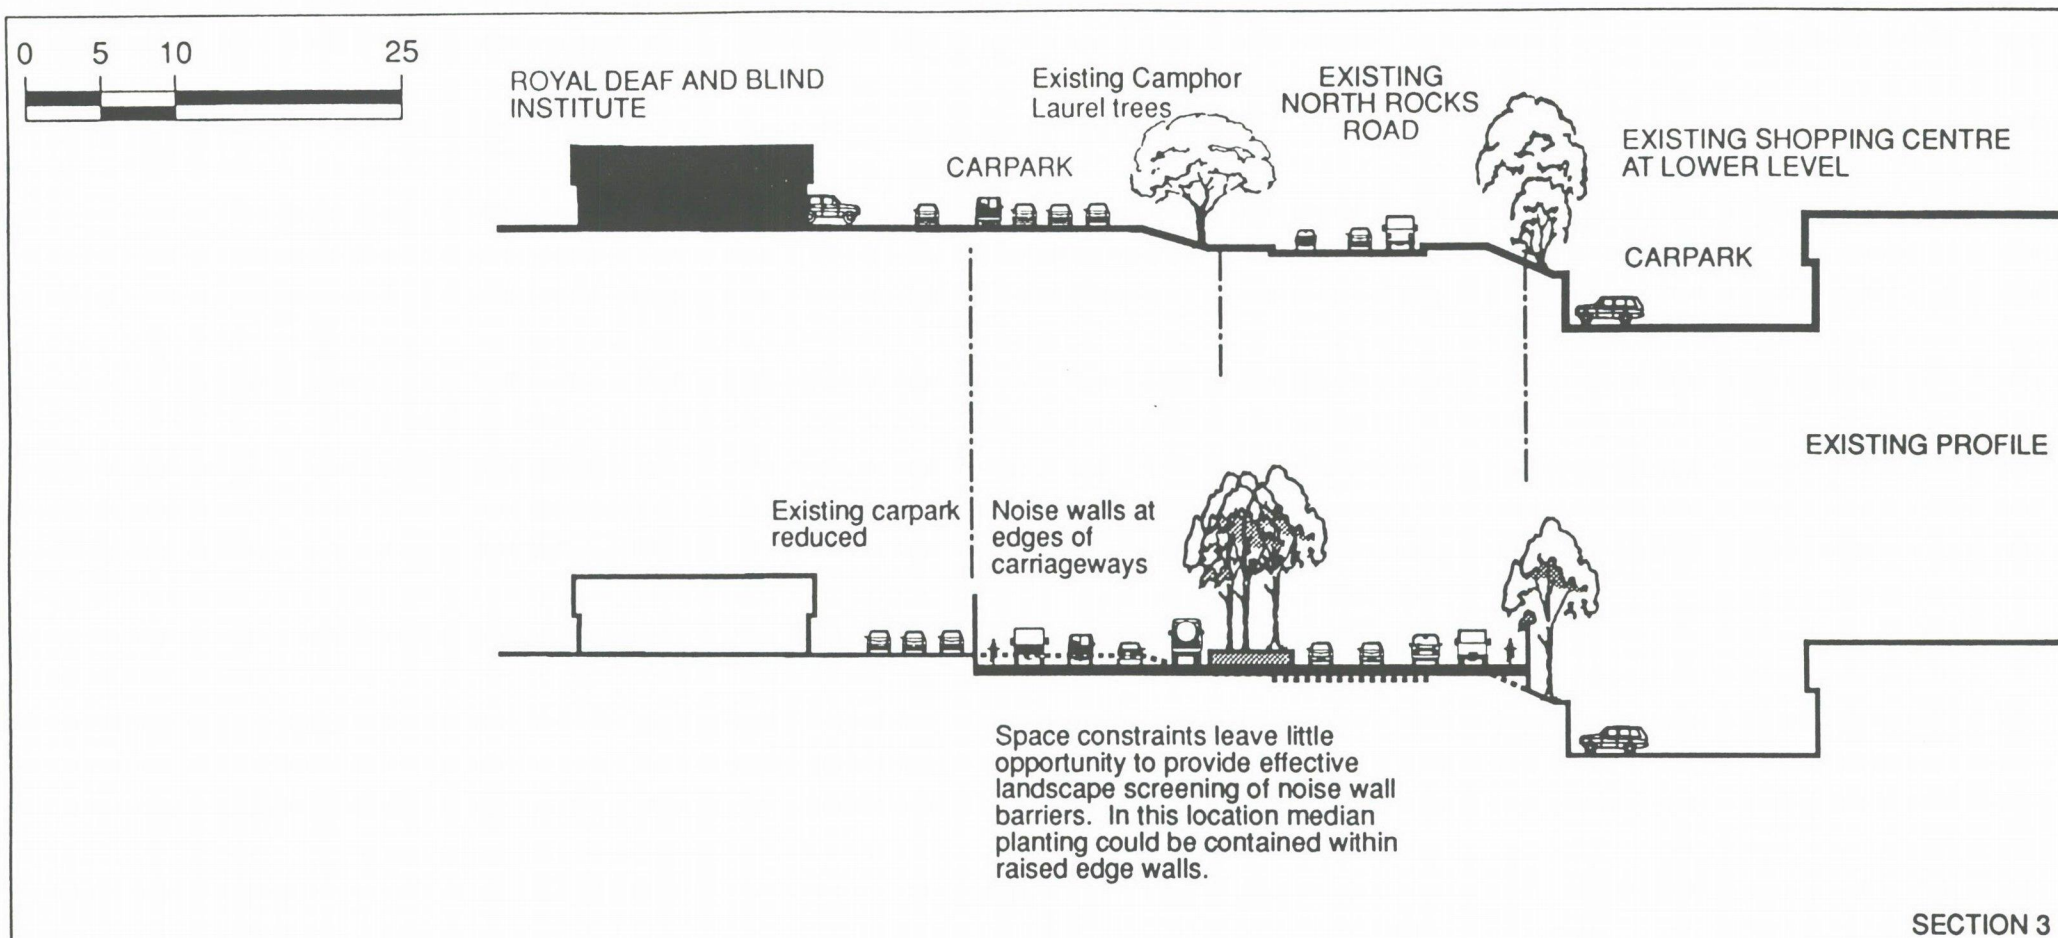 0 5 10 25
ROYAL DEAF AND BLIND
INSTITUTE
Existing Camphor
Laurel trees
EXISTING
NORTH ROCKS
ROAD
CARPARK
EXISTING SHOPPING CENTRE
AT LOWER LEVEL
CARPARK
EXISTING PROFILE
Existing carpark
reduced
Noise walls at
edges of
carriageways
Space constraints leave little
opportunity to provide effective
landscape screening of noise wall
barriers. In this location median
planting could be contained within
raised edge walls.
SECTION 3